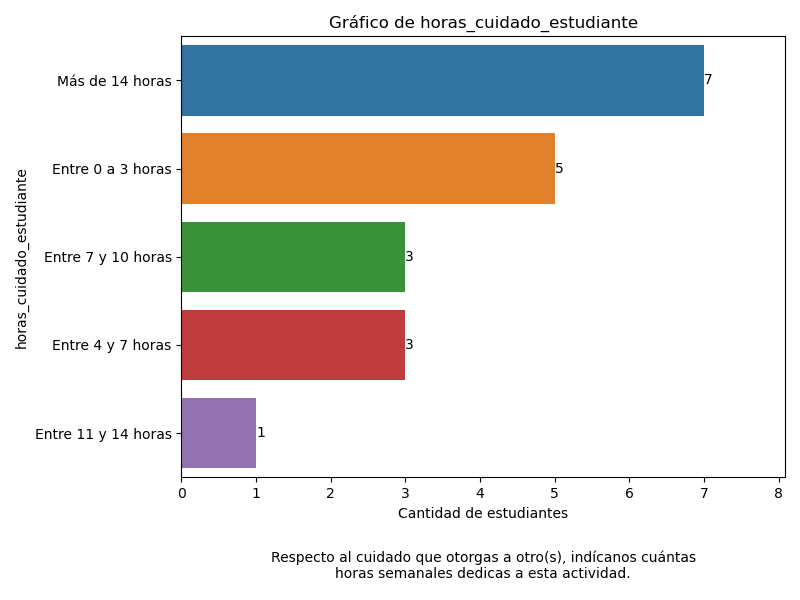 Gráfico de horas_cuidado_estudiante
horas_cuidado_estudiante
Más de 14 horas
7
Entre 0 a 3 horas
5
Entre 7 y 10 horas
3
Entre 4 y 7 horas
3
Entre 11 y 14 horas
1
0 1 2 3 4 5 6 7 8
Cantidad de estudiantes
Respecto al cuidado que otorgas a otro(s), indícanos cuántas
horas semanales dedicas a esta actividad.